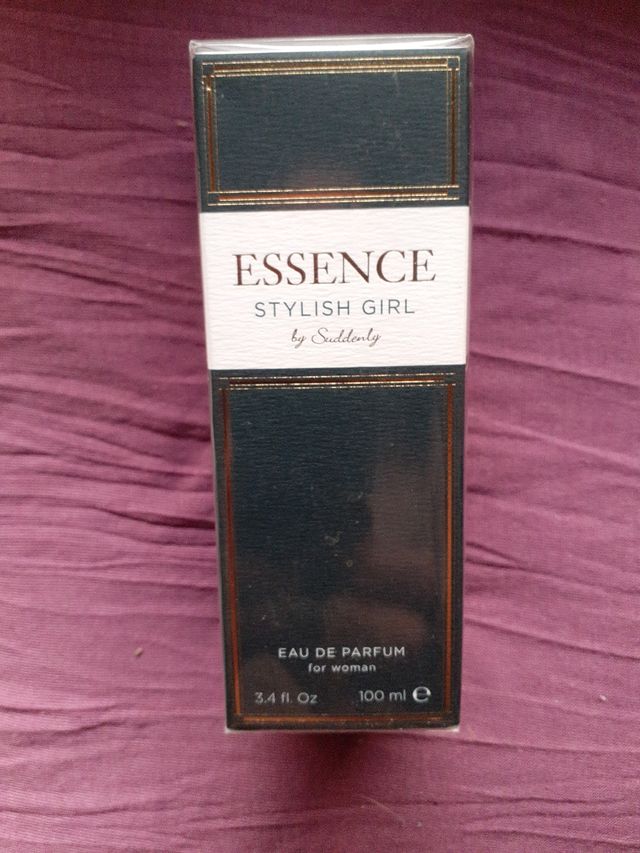 ESSENCE
STYLISH GIRL
by Suddenly
EAU DE PARFUM
for woman
3.4 fl. Oz 100 ml ℮